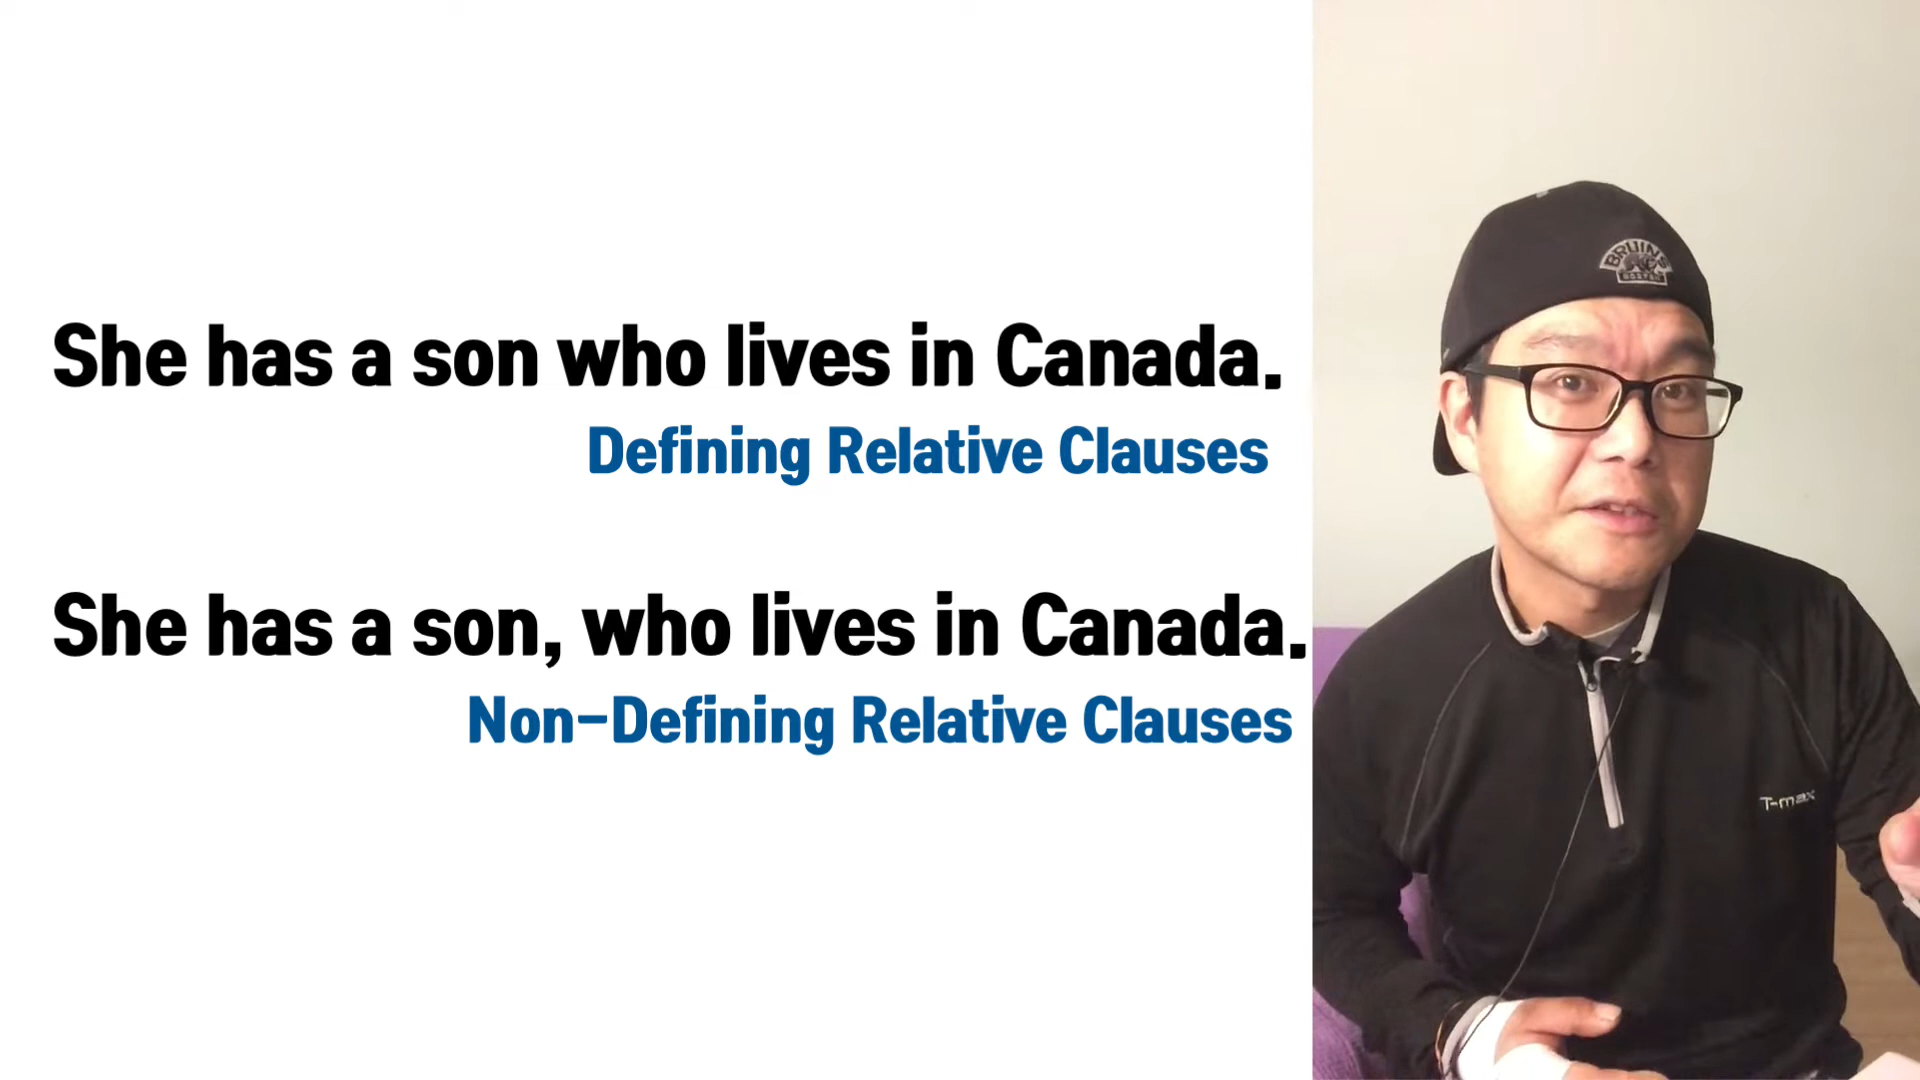 She has a son who lives in Canada.
Defining Relative Clauses
She has a son, who lives in Canada.
Non-Defining Relative Clauses
BRUINS
BOSTON
T-max